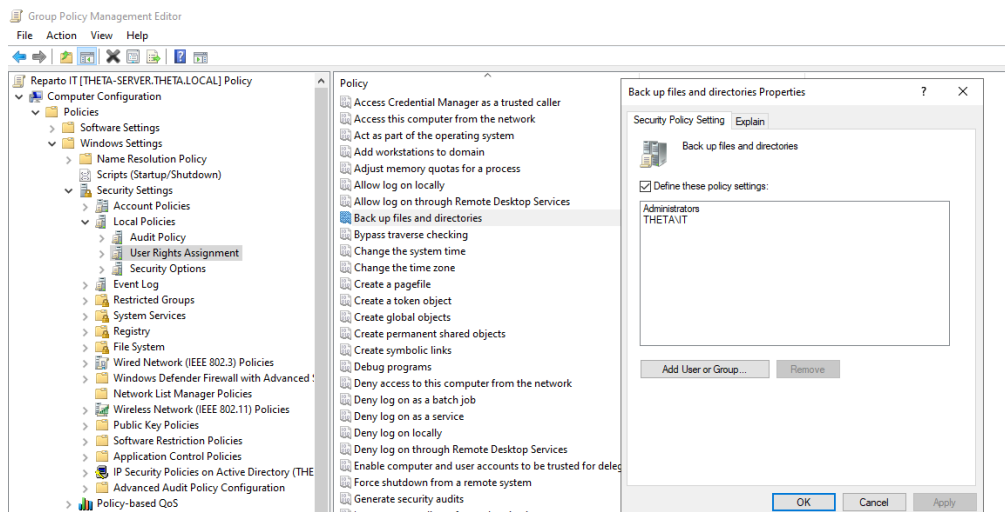 Group Policy Management Editor
File Action View Help
Reparto IT [THETA-SERVER.THETA.LOCAL] Policy
Computer Configuration
Policies
Software Settings
Windows Settings
Name Resolution Policy
Scripts (Startup/Shutdown)
Security Settings
Account Policies
Local Policies
Audit Policy
User Rights Assignment
Security Options
Event Log
Restricted Groups
System Services
Registry
File System
Wired Network (IEEE 802.3) Policies
Windows Defender Firewall with Advanced
Network List Manager Policies
Wireless Network (IEEE 802.11) Policies
Public Key Policies
Software Restriction Policies
Application Control Policies
IP Security Policies on Active Directory (THE
Advanced Audit Policy Configuration
Policy-based QoS
Policy
Access Credential Manager as a trusted caller
Access this computer from the network
Act as part of the operating system
Add workstations to domain
Adjust memory quotas for a process
Allow log on locally
Allow log on through Remote Desktop Services
Back up files and directories
Bypass traverse checking
Change the system time
Change the time zone
Create a pagefile
Create a token object
Create global objects
Create permanent shared objects
Create symbolic links
Debug programs
Deny access to this computer from the network
Deny log on as a batch job
Deny log on as a service
Deny log on locally
Deny log on through Remote Desktop Services
Enable computer and user accounts to be trusted for deleg
Force shutdown from a remote system
Generate security audits
Back up files and directories Properties
Security Policy Setting Explain
Back up files and directories
Define these policy settings:
Administrators
THETA\IT
Add User or Group... Remove
OK Cancel Apply